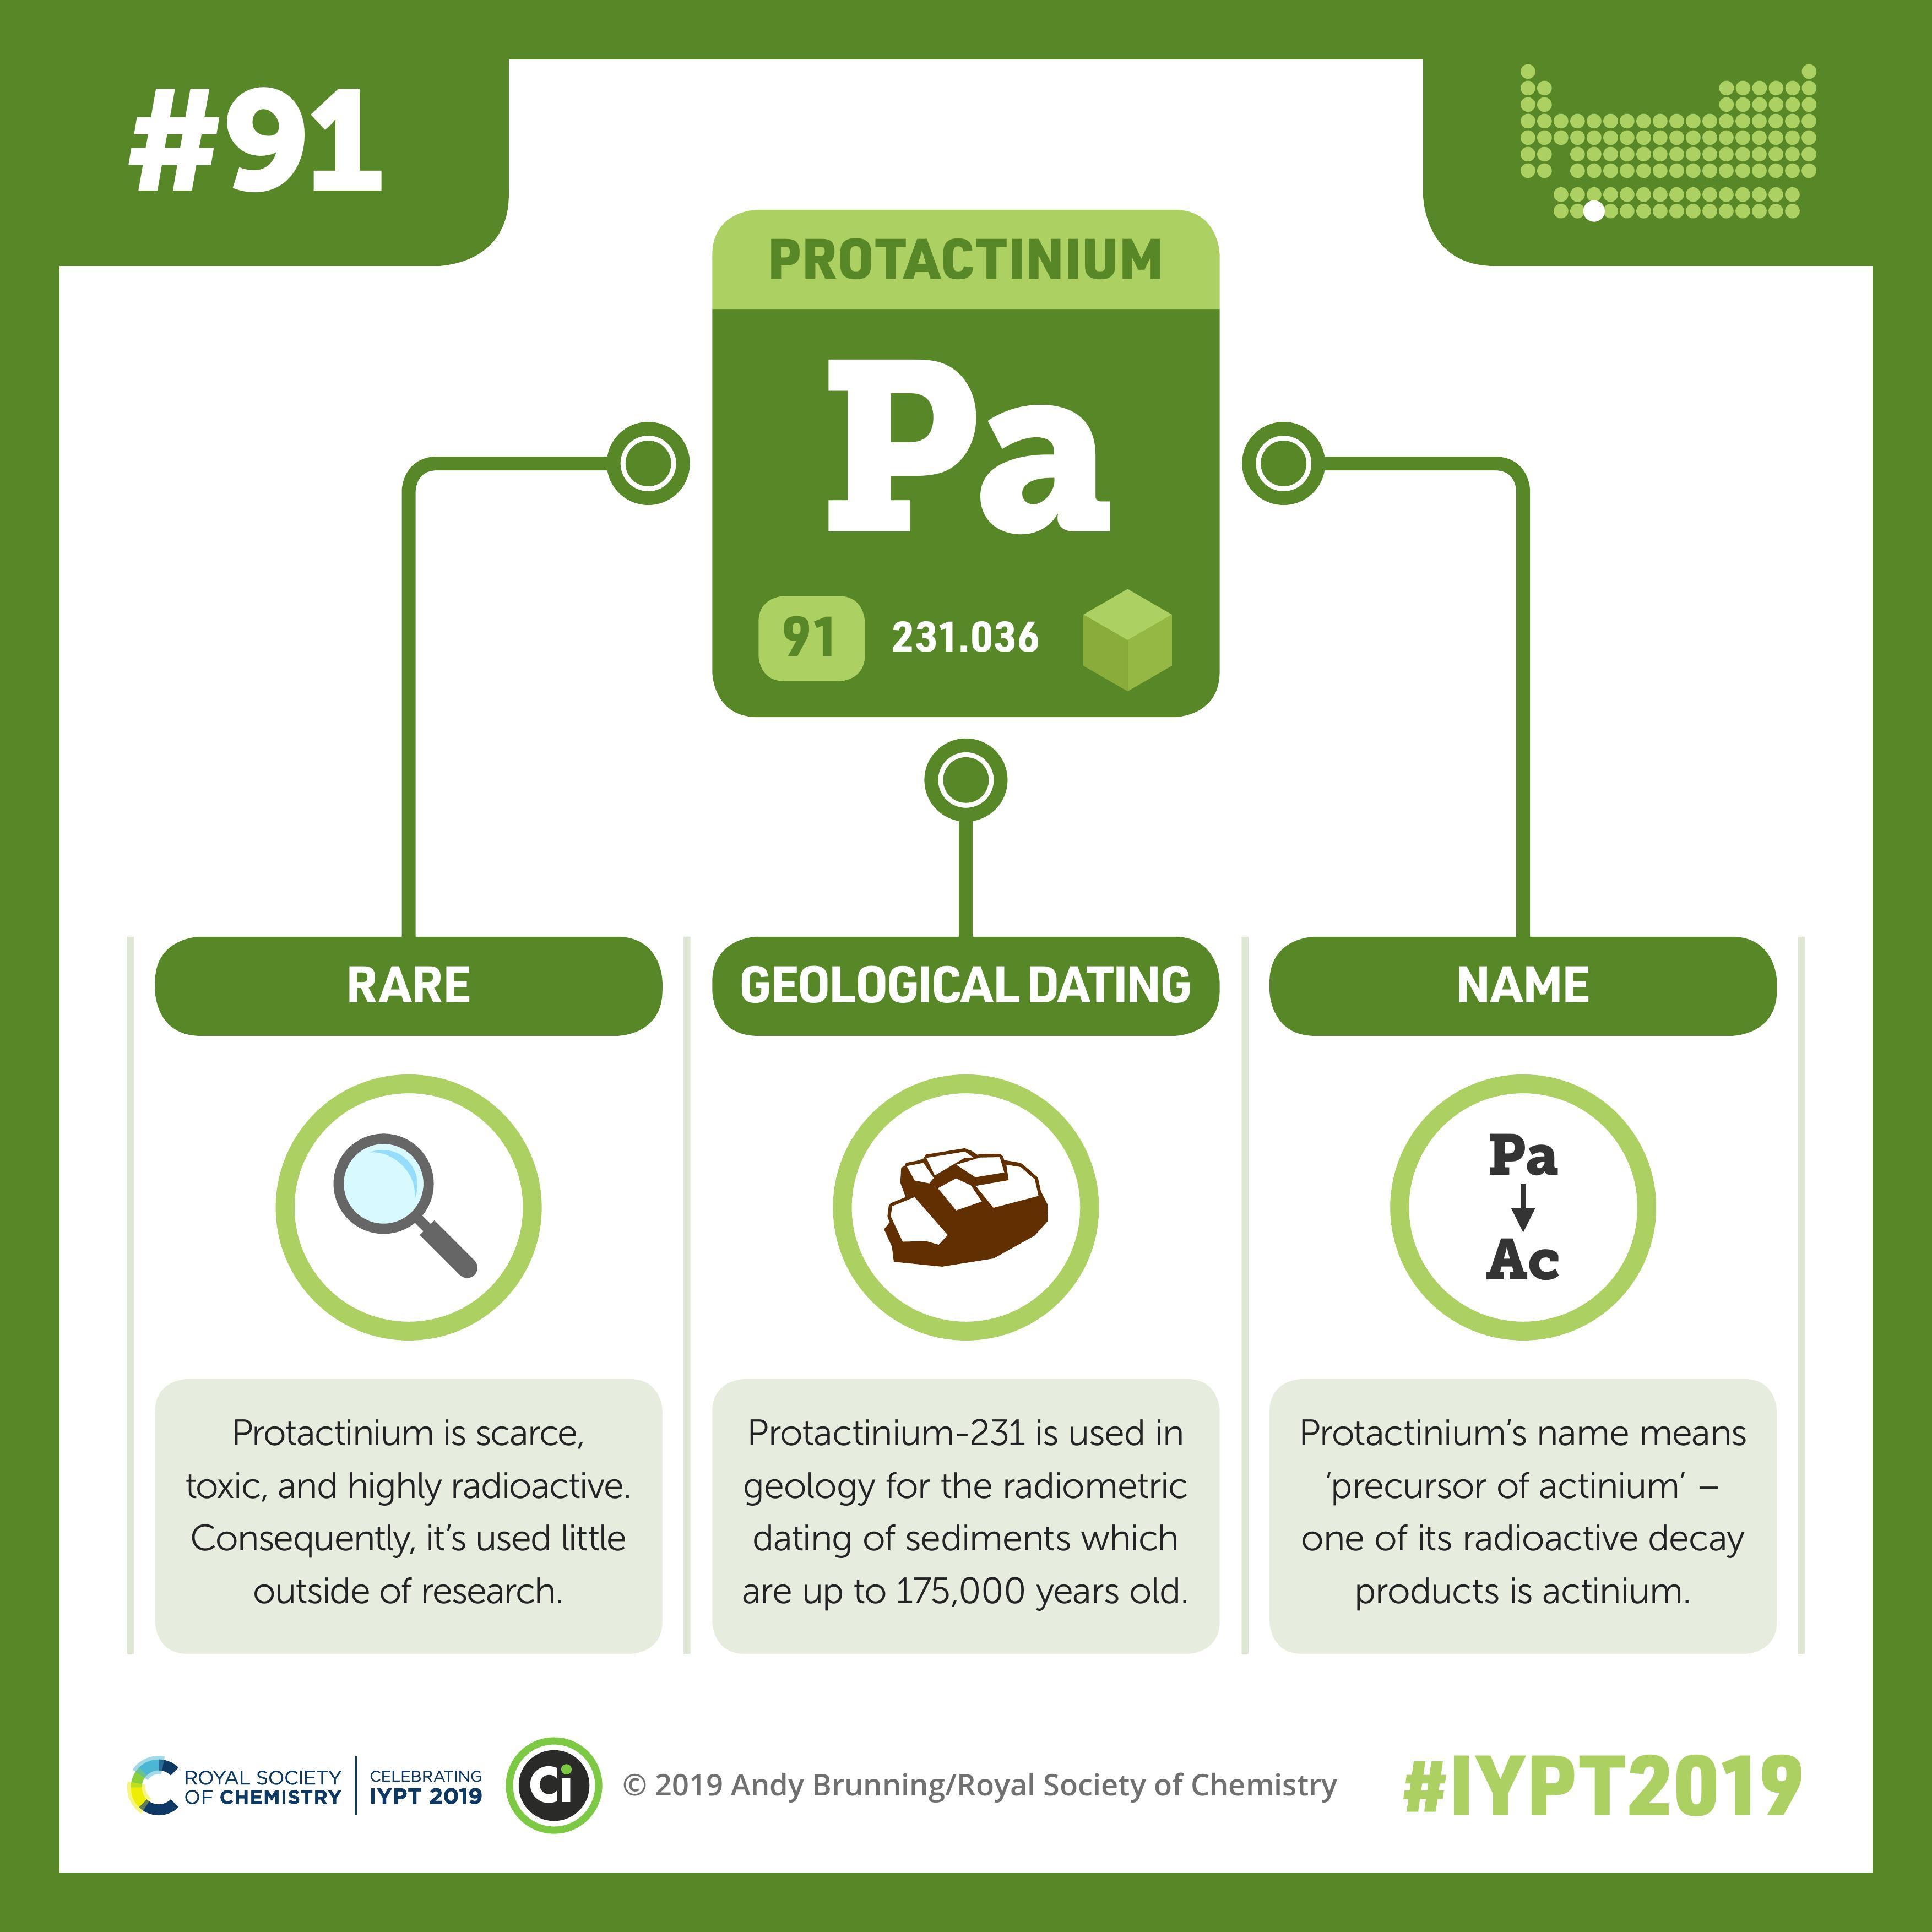 #91
PROTACTINIUM
Pa
91
231.036
RARE
Protactinium is scarce,
toxic, and highly radioactive.
Consequently, it's used little
outside of research.
GEOLOGICAL DATING
Protactinium-231 is used in
geology for the radiometric
dating of sediments which
are up to 175,000 years old.
NAME
Pa
Ac
Protactinium's name means
‘precursor of actinium’ –
one of its radioactive decay
products is actinium.
ROYAL SOCIETY
OF CHEMISTRY
CELEBRATING
IYPT 2019
Ci
© 2019 Andy Brunning/Royal Society of Chemistry
#IYPT2019